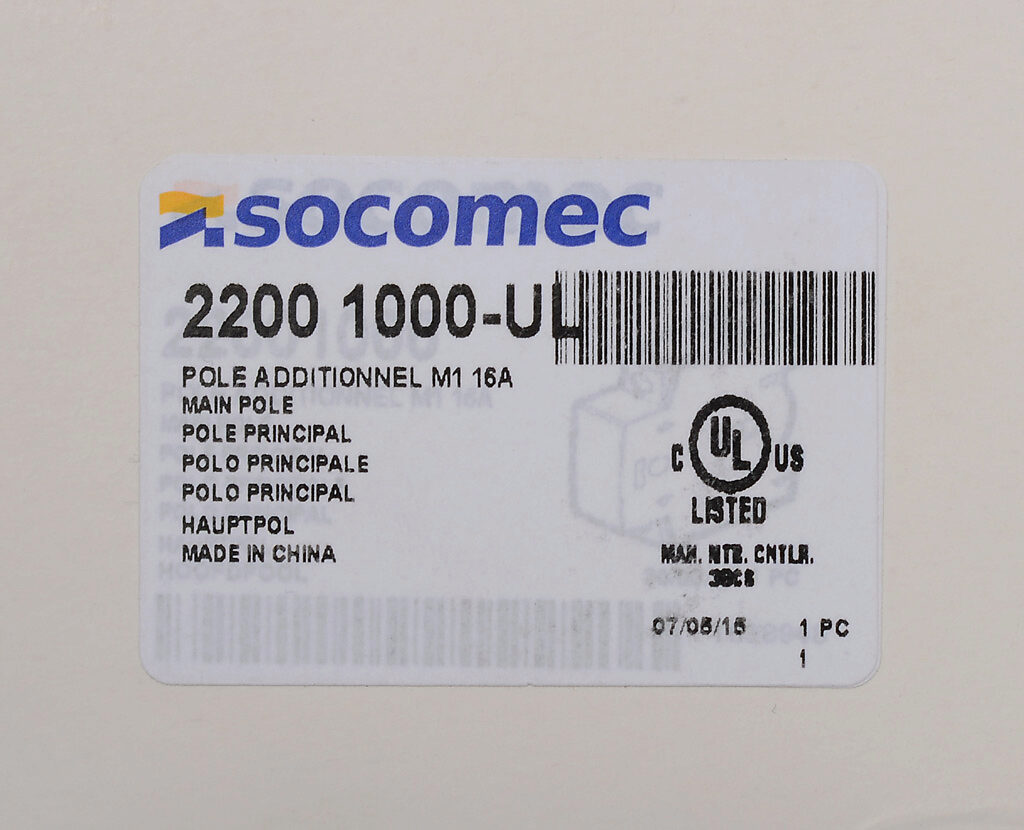 socomec
2200 1000-UL
POLE ADDITIONNEL M1 16A
MAIN POLE
POLE PRINCIPAL
POLO PRINCIPALE
POLO PRINCIPAL
HAUPTPOL
MADE IN CHINA
C UL US
LISTED
MAN. MTR. CNTLR.
07/05/15 1 PC
1